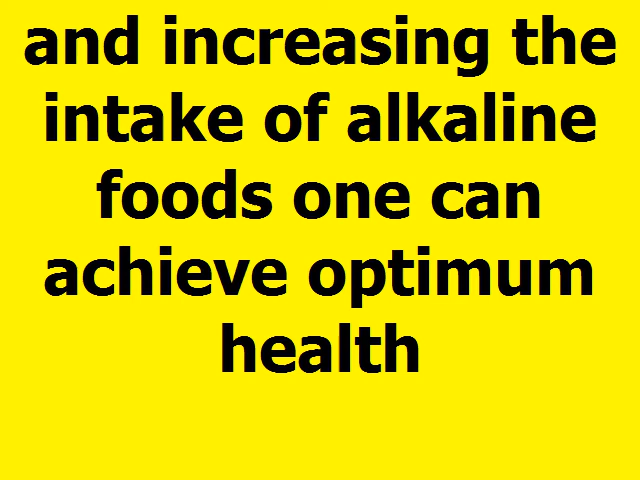 and increasing the
intake of alkaline
foods one can
achieve optimum
health